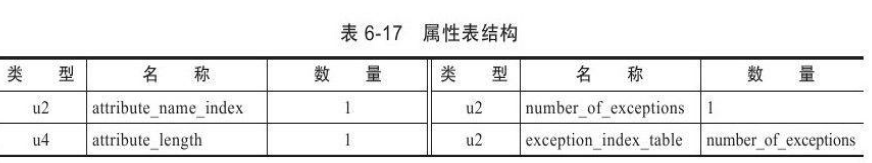 表 6-17 属性表结构
类 型 名 称 数 量 类 型 名 称 数 量
u2 attribute_name_index 1 u2 number_of_exceptions 1
u4 attribute_length 1 u2 exception_index_table number_of_exceptions